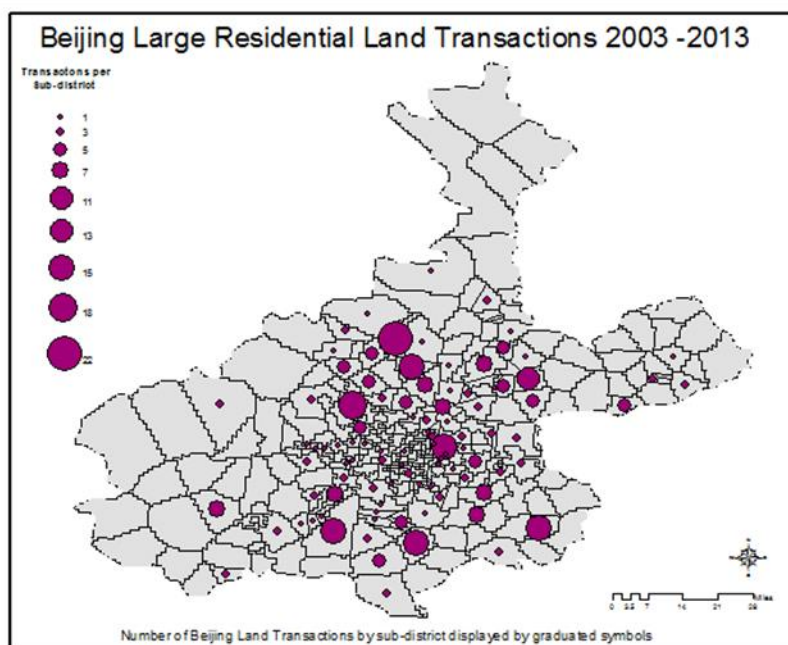 Beijing Large Residential Land Transactions 2003 -2013
Transactons per
Sub-district
1
3
5
7
11
13
15
18
22
Miles
0 3.5 7 14 21 28
Number of Beijing Land Transactions by sub-district displayed by graduated symbols